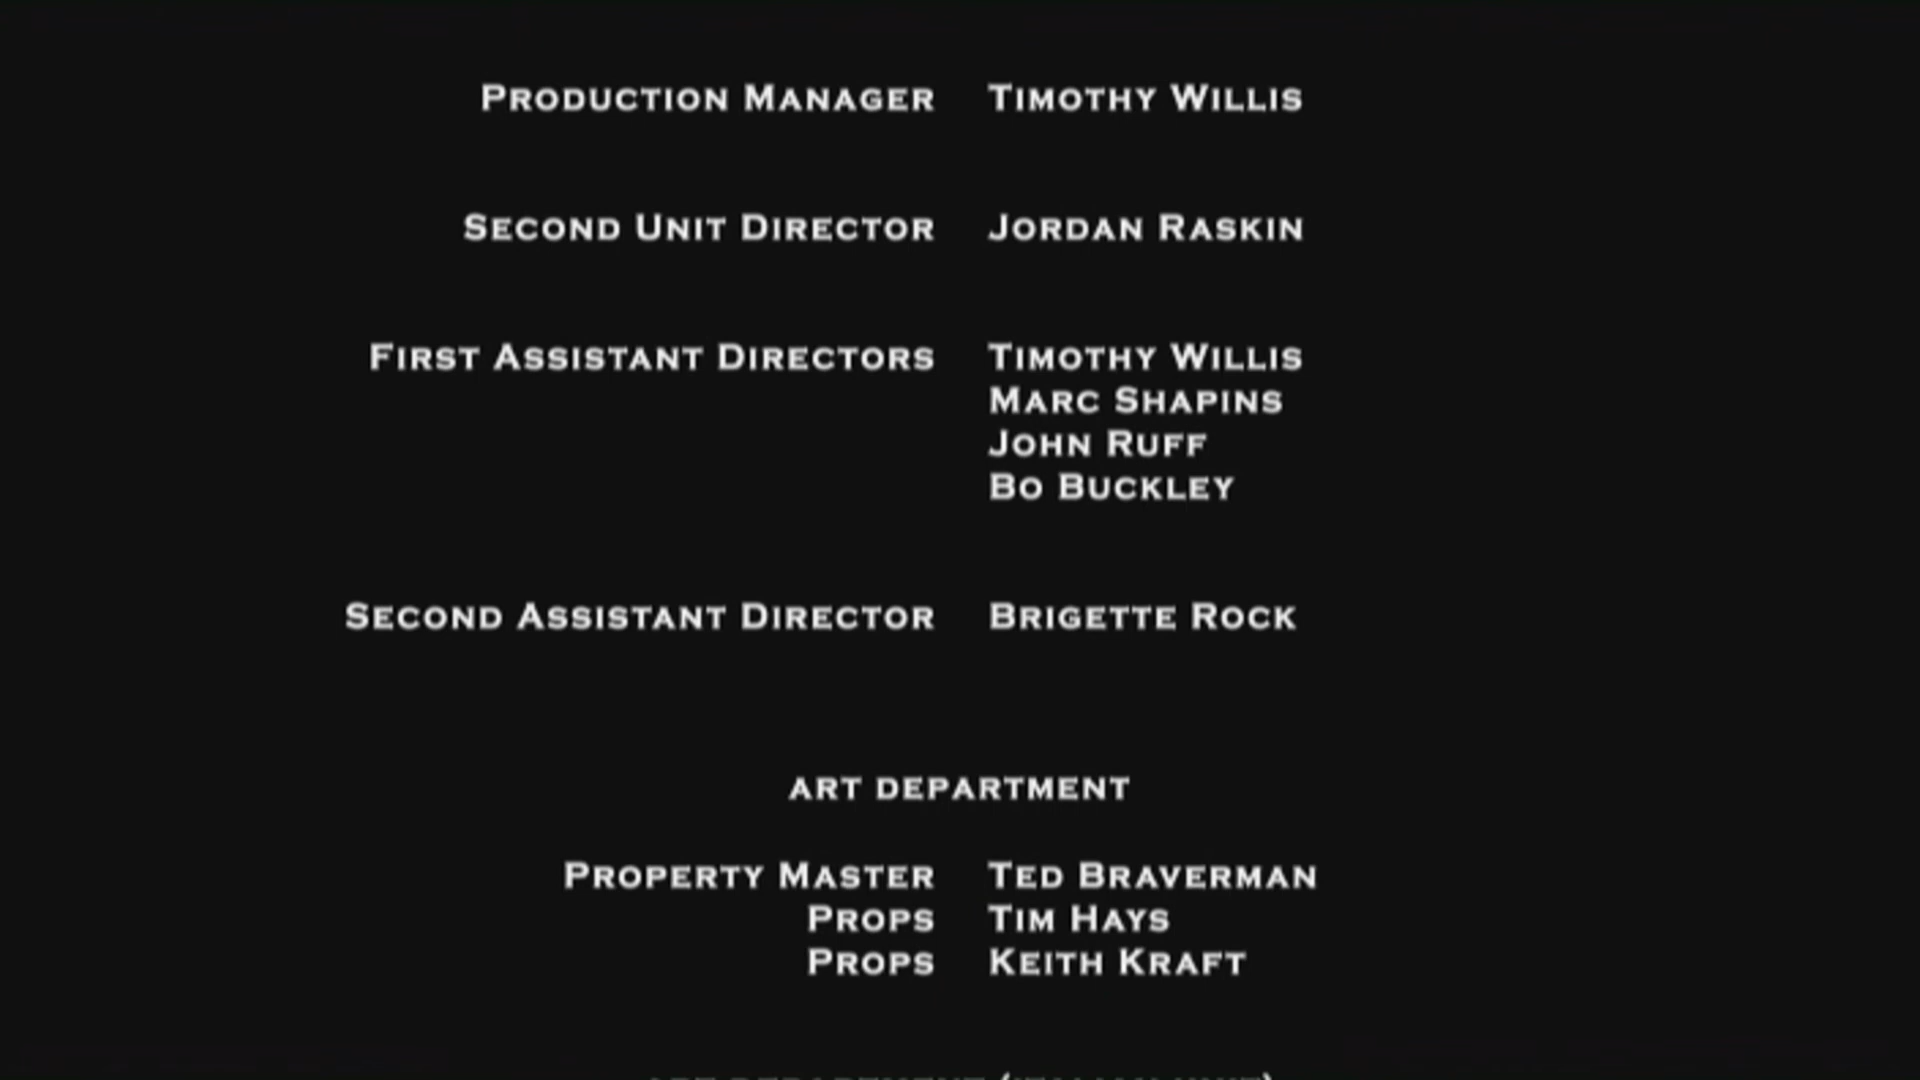 Production Manager Timothy Willis
Second Unit Director Jordan Raskin
First Assistant Directors Timothy Willis
Marc Shapins
John Ruff
Bo Buckley
Second Assistant Director Brigette Rock
ART DEPARTMENT
Property Master Ted Braverman
Props Tim Hays
Props Keith Kraft